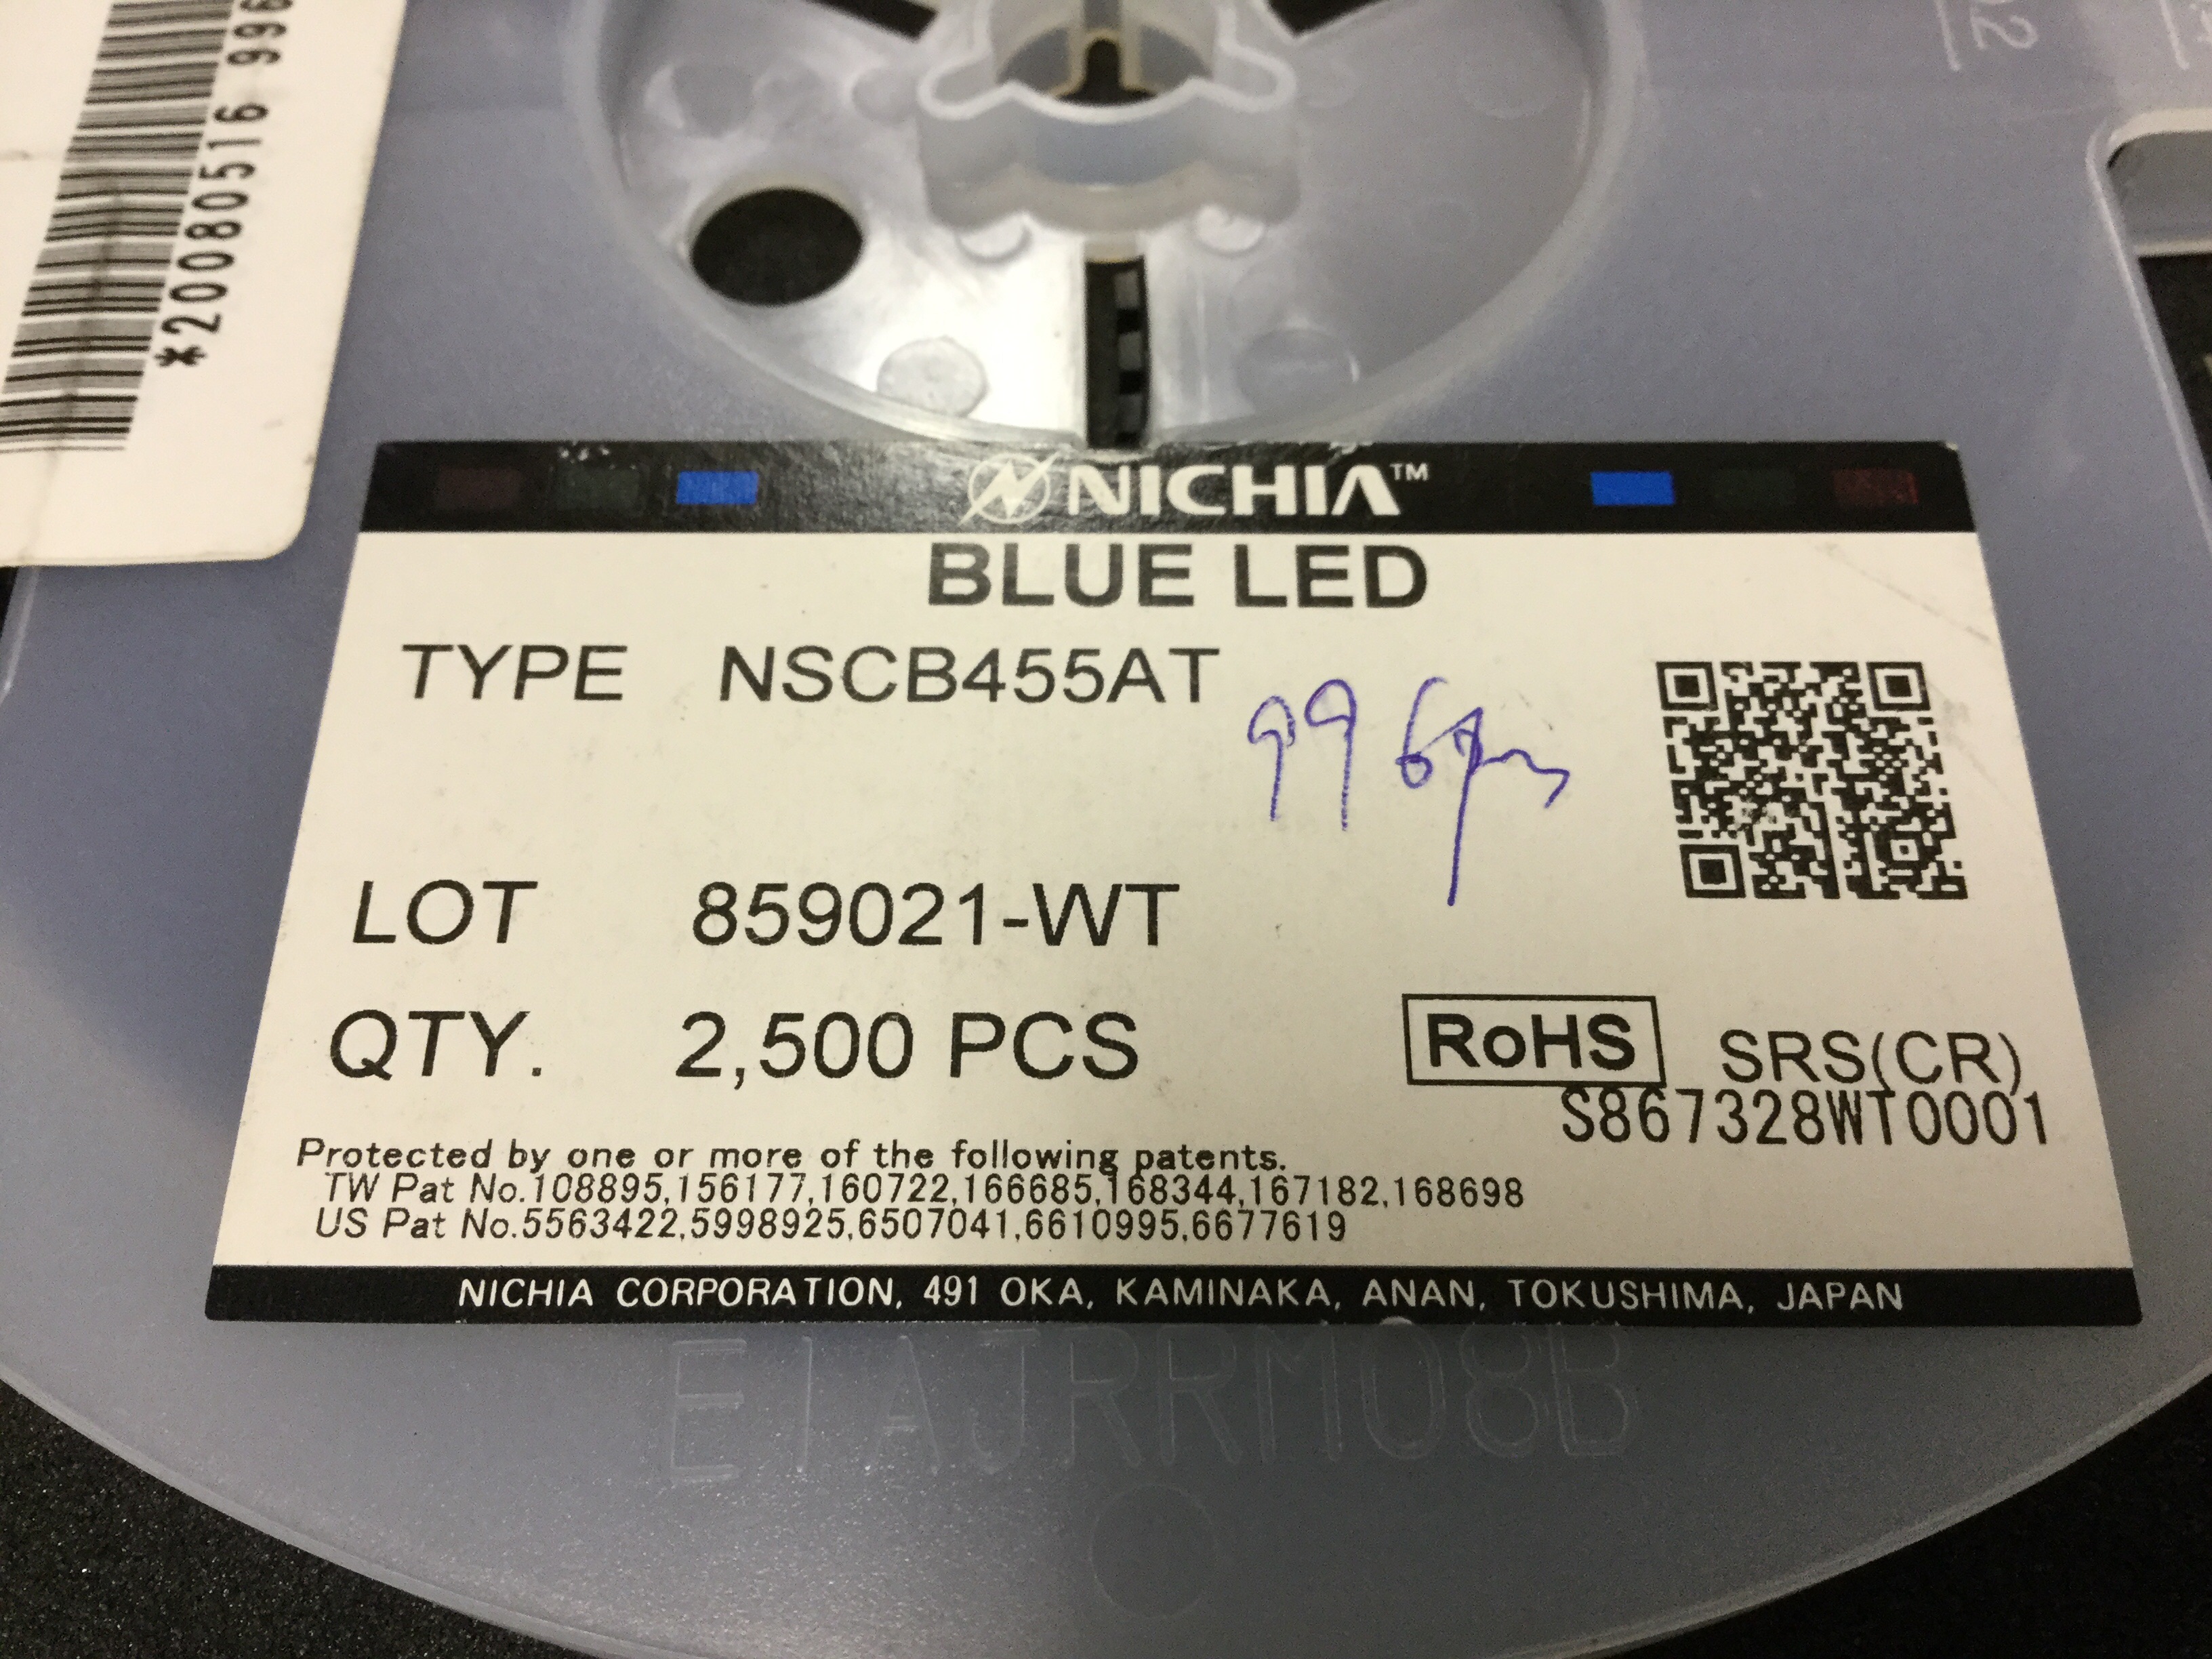 *20080516 996
NICHIA™
BLUE LED
TYPE NSCB455AT
996
LOT 859021-WT
QTY. 2,500 PCS
RoHS SRS(CR)
S867328WT0001
Protected by one or more of the following patents.
TW Pat No.108895,156177,160722,166685,168344,167182,168698
US Pat No.5563422,5998925,6507041,6610995,6677619
NICHIA CORPORATION, 491 OKA, KAMINAKA, ANAN, TOKUSHIMA, JAPAN
EIAJRRM08B